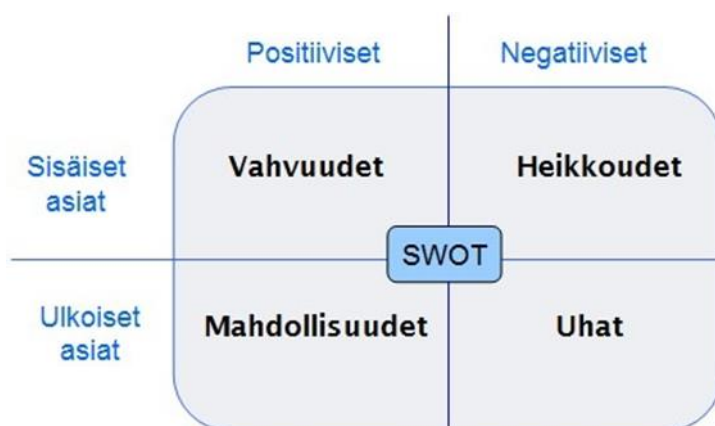 Positiiviset
Negatiiviset
Sisäiset
asiat
Vahvuudet
Heikkoudet
SWOT
Ulkoiset
asiat
Mahdollisuudet
Uhat